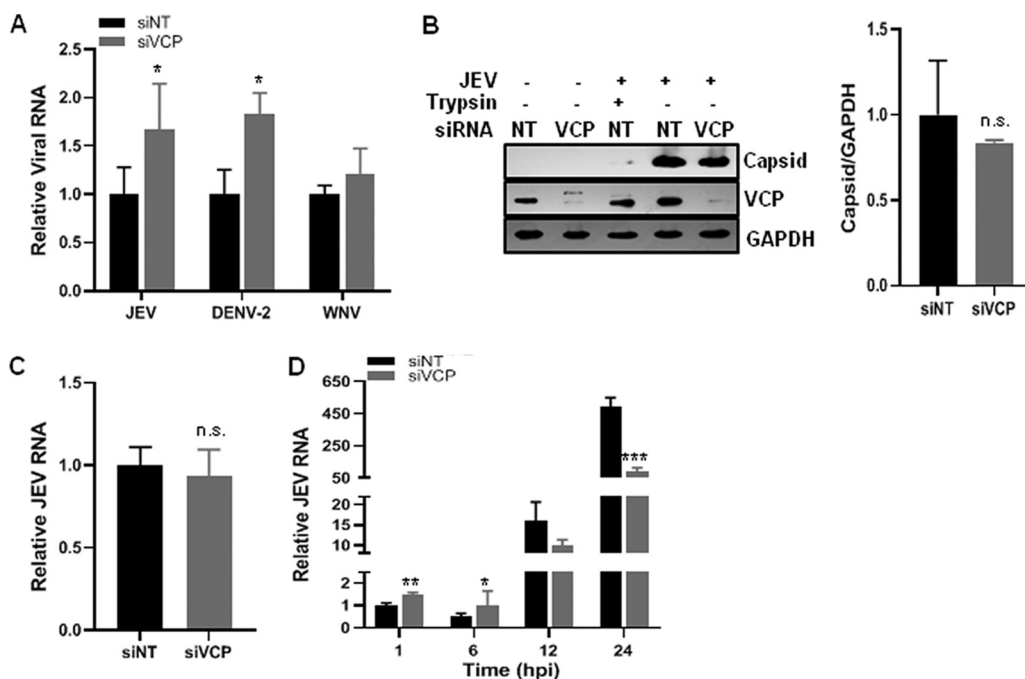 A
siNT
siVCP
Relative Viral RNA
2.5
2.0
1.5
1.0
0.5
0.0
*
*
JEV DENV-2 WNV
B
JEV - - + + +
Trypsin - - + - -
siRNA NT VCP NT NT VCP
Capsid
VCP
GAPDH
Capsid/GAPDH
1.5
1.0
0.5
0.0
n.s.
siNT siVCP
C
Relative JEV RNA
1.5
1.0
0.5
0.0
n.s.
siNT siVCP
D
siNT
siVCP
Relative JEV RNA
650
450
250
50
20
15
10
2
1
0
**
*
***
1 6 12 24
Time (hpi)